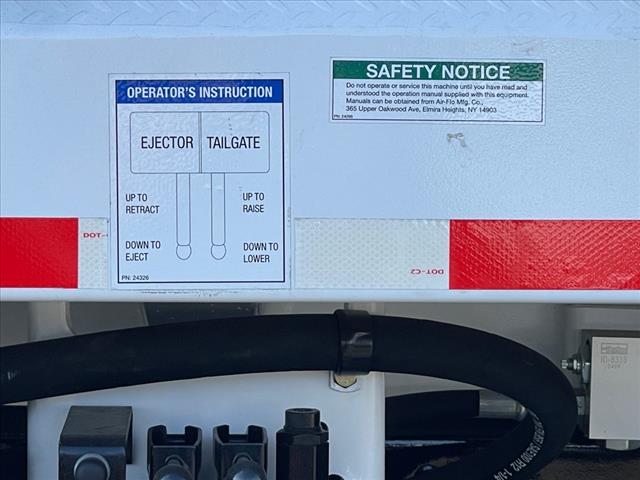 OPERATOR'S INSTRUCTION
EJECTOR TAILGATE
UP TO
RETRACT
UP TO
RAISE
DOWN TO
EJECT
DOWN TO
LOWER
PN: 24326
SAFETY NOTICE
Do not operate or service this machine until you have read and
understood the operation manual supplied with this equipment.
Manuals can be obtained from Air-Flo Mfg. Co.,
365 Upper Oakwood Ave, Elmira Heights, NY 14903
DOT-
DOT-C2